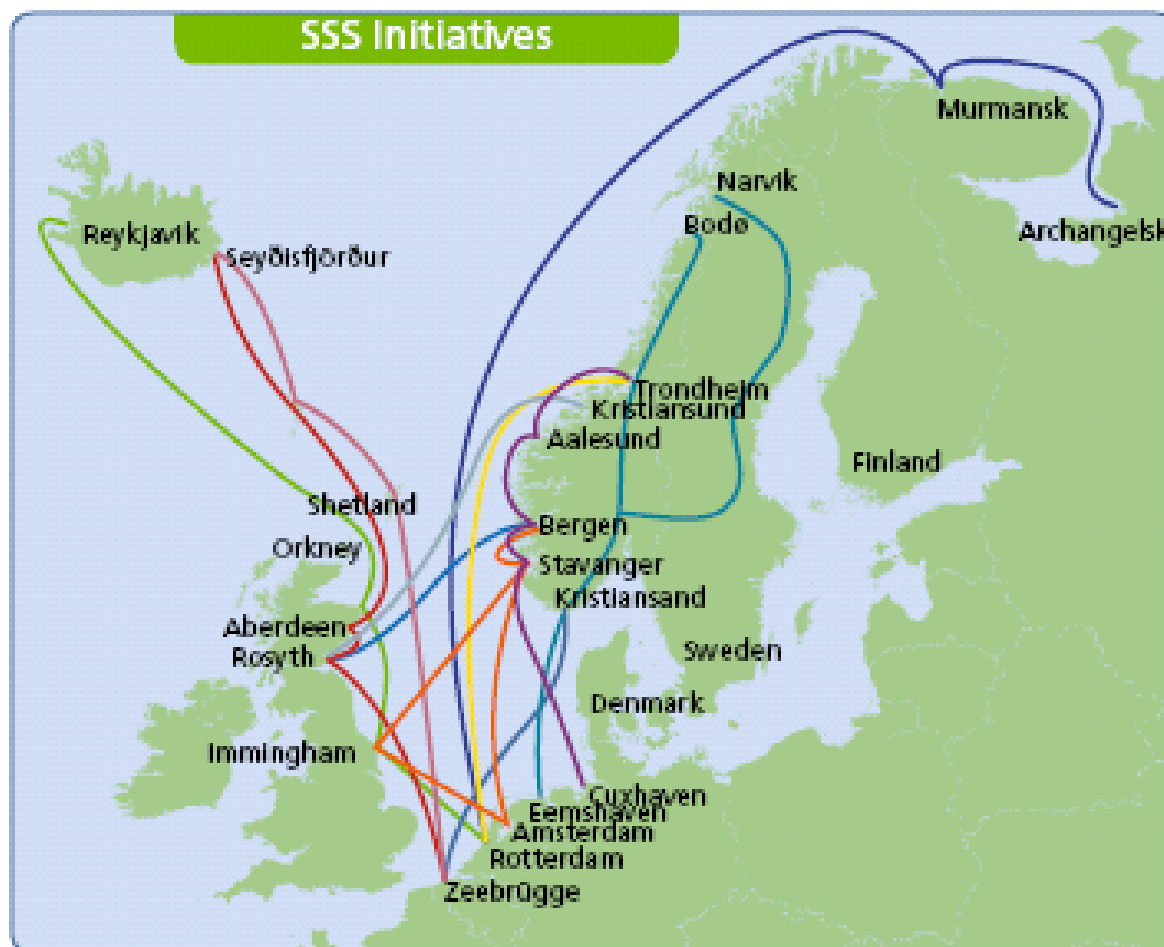 SSS Initiatives
Murmansk
Narvik
Bodø
Reykjavik
Archangelsk
Seyðisfjörður
Trondheim
Kristiansund
Aalesund
Finland
Shetland
Bergen
Orkney
Stavanger
Kristiansand
Aberdeen
Rosyth
Sweden
Denmark
Immingham
Cuxhaven
Eemshaven
Amsterdam
Rotterdam
Zeebrügge